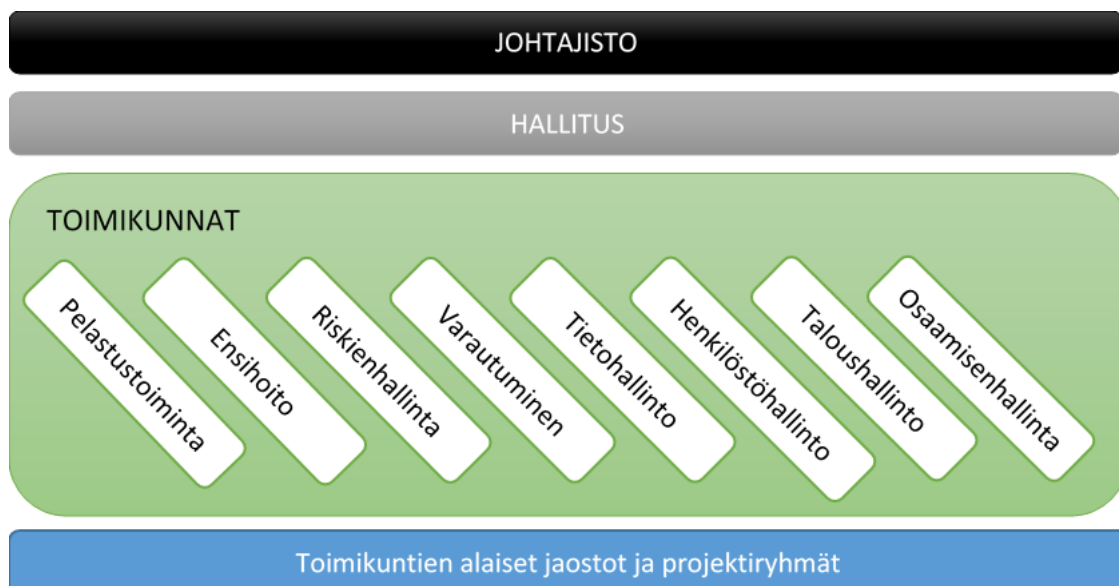 JOHTAJISTO
HALLITUS
TOIMIKUNNAT
Pelastustoiminta
Ensihoito
Riskienhallinta
Varautuminen
Tietohallinto
Henkilöstöhallinto
Taloushallinto
Osaamisenhallinta
Toimikuntien alaiset jaostot ja projektiryhmät